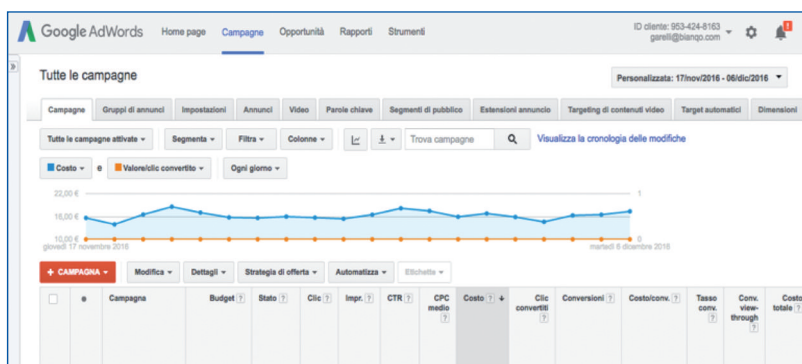 Google AdWords Home page Campagne Opportunità Rapporti Strumenti
ID cliente: 953-424-8163
garelli@bianqo.com
!
»
Tutte le campagne
Personalizzata: 17/nov/2016 - 06/dic/2016
Campagne Gruppi di annunci Impostazioni Annunci Video Parole chiave Segmenti di pubblico Estensioni annuncio Targeting di contenuti video Target automatici Dimensioni
Tutte le campagne attivate Segmenta Filtra Colonne Trova campagne Visualizza la cronologia delle modifiche
Costo e Valore/clic convertito Ogni giorno
22,00 € 1
16,00 €
10,00 € 0
giovedì 17 novembre 2016 martedì 6 dicembre 2016
+ CAMPAGNA Modifica Dettagli Strategia di offerta Automatizza Etichette
Campagna Budget ? Stato ? Clic ? Impr. ? CTR ? CPC medio ? Costo ? Clic convertiti ? Conversioni ? Costo/conv. ? Tasso conv. ? Conv. view-through ? Costo totale ?